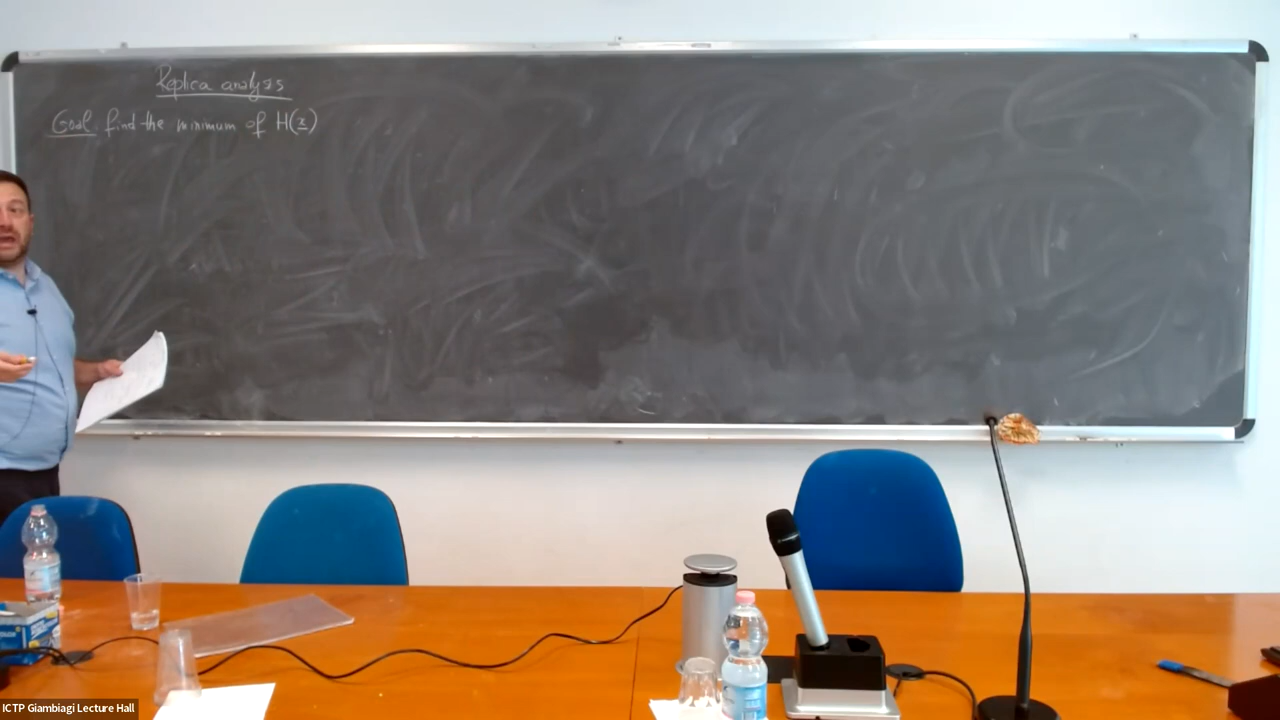 Replica analysis
Goal: find the minimum of H(x)
ICTP Giambiagi Lecture Hall